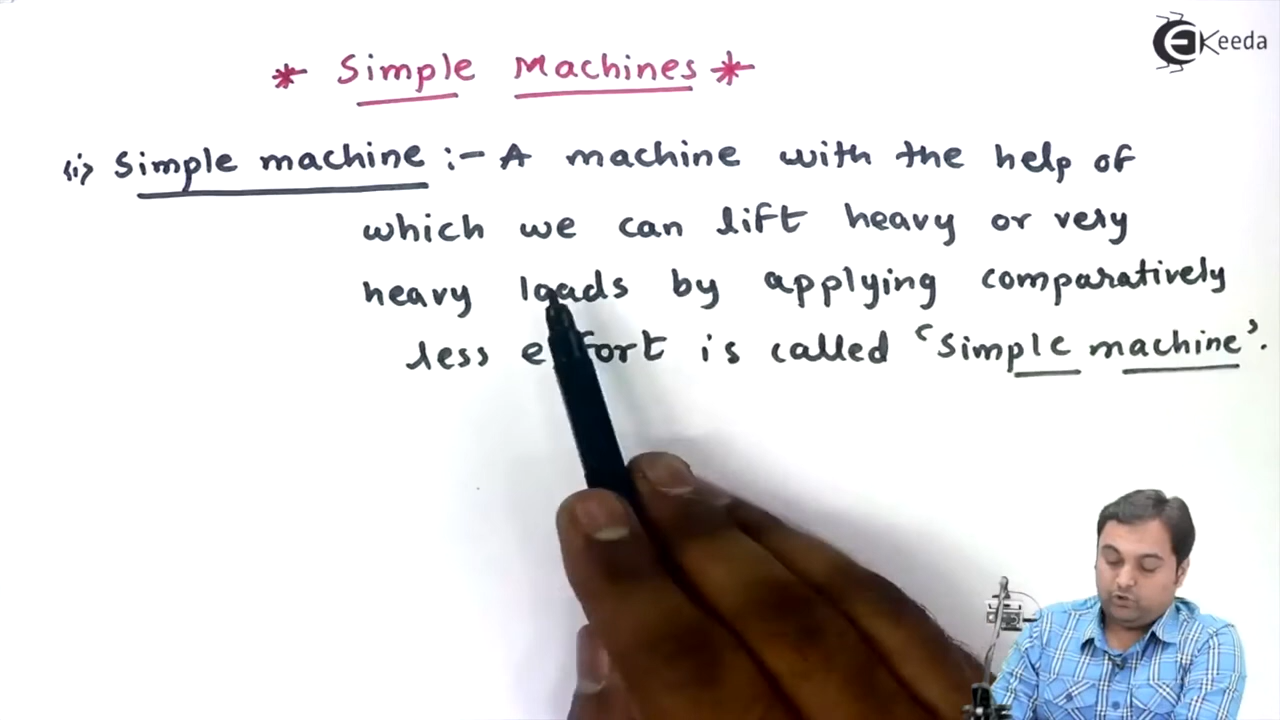 EKeeda
* Simple Machines *
(i) Simple machine :- A machine with the help of
which we can lift heavy or very
heavy loads by applying comparatively
less effort is called 'Simple machine'.